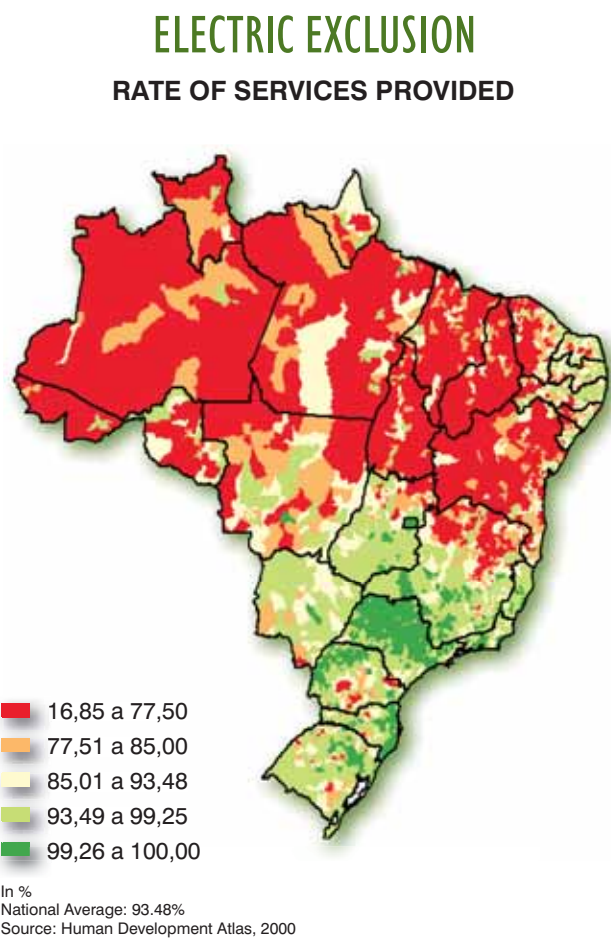 ELECTRIC EXCLUSION
RATE OF SERVICES PROVIDED
16,85 a 77,50
77,51 a 85,00
85,01 a 93,48
93,49 a 99,25
99,26 a 100,00
In %
National Average: 93.48%
Source: Human Development Atlas, 2000